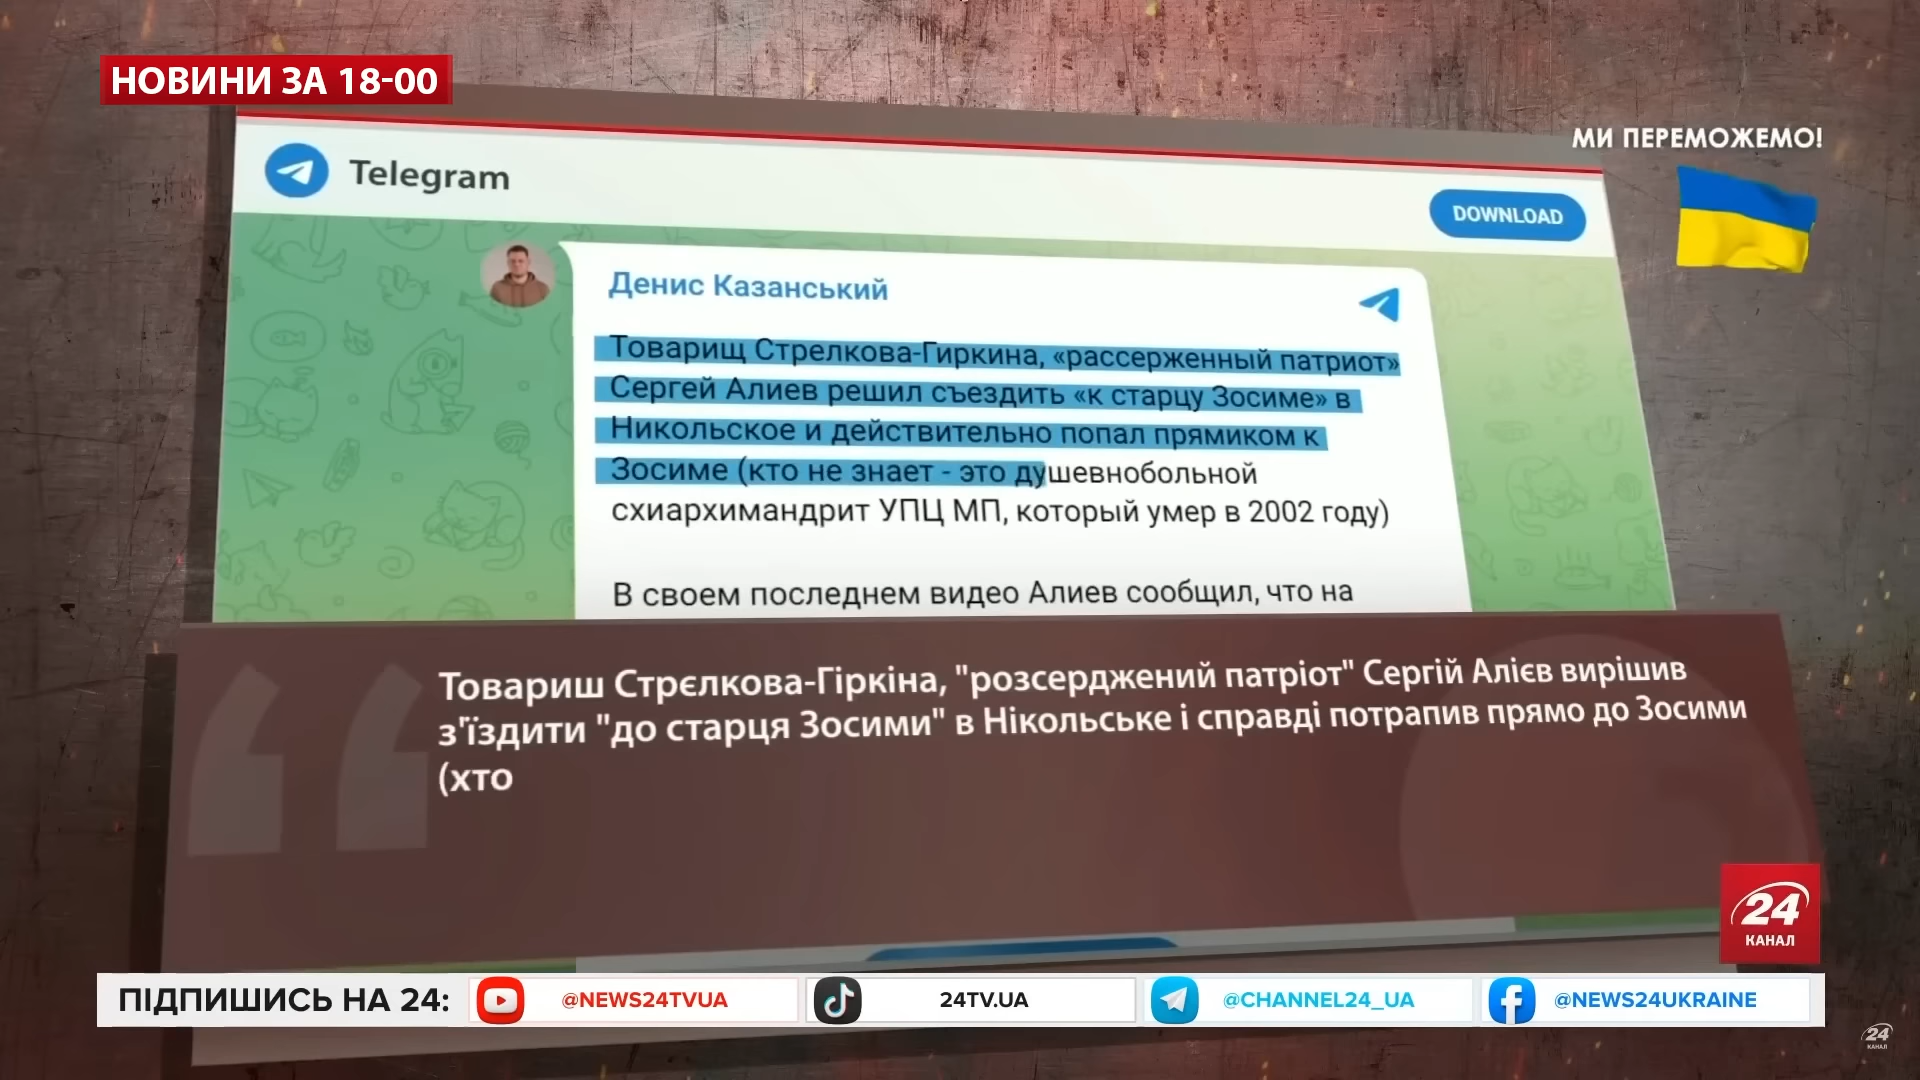 НОВИНИ ЗА 18-00
МИ ПЕРЕМОЖЕМО!
Telegram
DOWNLOAD
Денис Казанський
Товарищ Стрелкова-Гиркина, «рассерженный патриот»
Сергей Алиев решил съездить «к старцу Зосиме» в
Никольское и действительно попал прямиком к
Зосиме (кто не знает - это душевнобольной
схиархимандрит УПЦ МП, который умер в 2002 году)
В своем последнем видео Алиев сообщил, что на
Товариш Стрєлкова-Гіркіна, "розсерджений патріот" Сергій Алієв вирішив
з'їздити "до старця Зосими" в Нікольське і справді потрапив прямо до Зосими
(хто
24
КАНАЛ
ПІДПИШИСЬ НА 24:
@NEWS24TVUA
24TV.UA
@CHANNEL24_UA
@NEWS24UKRAINE
24
КАНАЛ